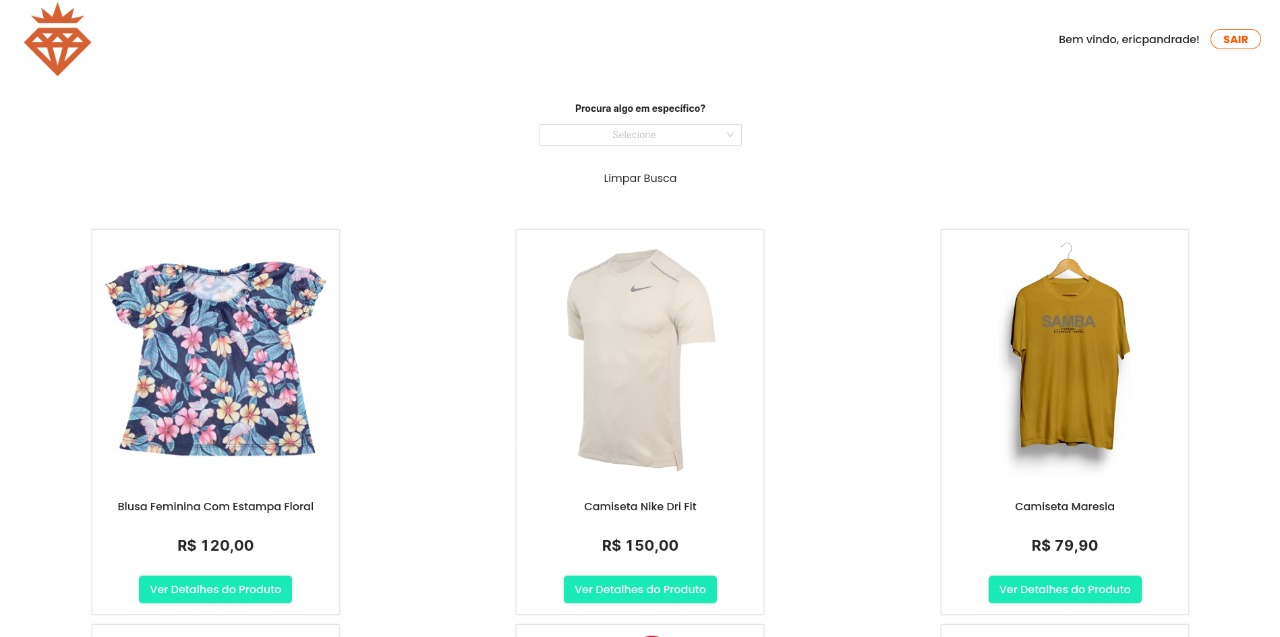 Bem vindo, ericpandrade!
SAIR
Procura algo em específico?
Selecione
Limpar Busca
SAMBA
Blusa Feminina Com Estampa Floral
Camiseta Nike Dri Fit
Camiseta Maresia
R$ 120,00
R$ 150,00
R$ 79,90
Ver Detalhes do Produto
Ver Detalhes do Produto
Ver Detalhes do Produto